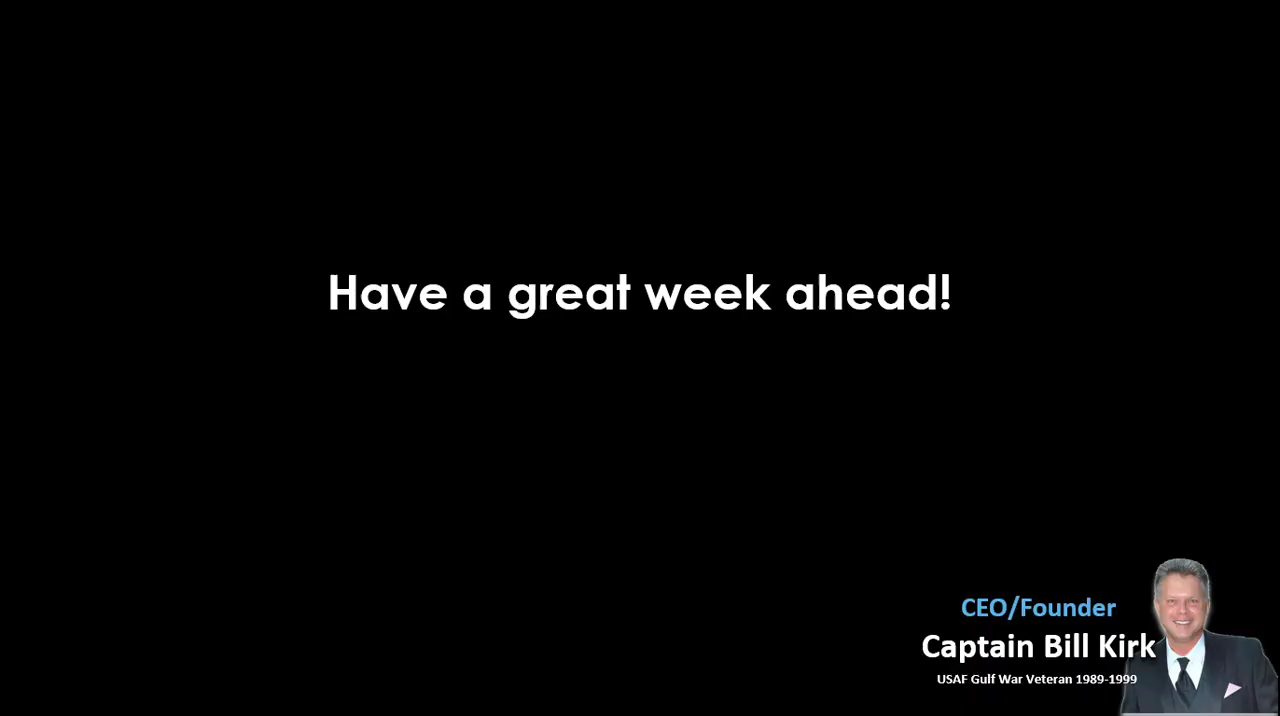 Have a great week ahead!
CEO/Founder
Captain Bill Kirk
USAF Gulf War Veteran 1989-1999